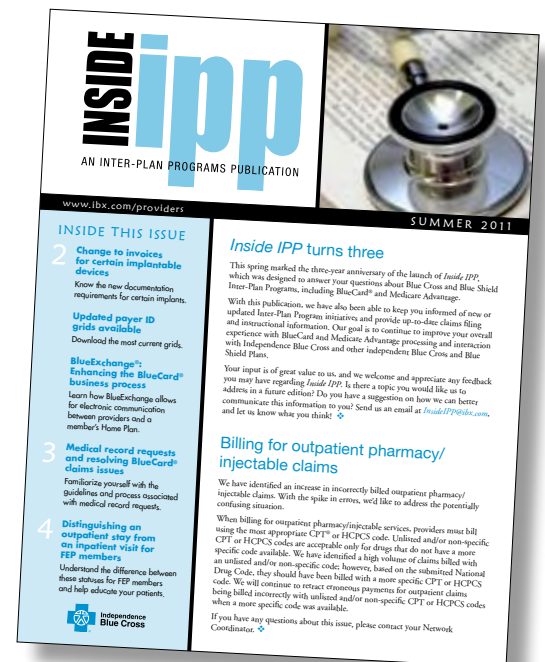 INSIDE
ipp
AN INTER-PLAN PROGRAMS PUBLICATION
www.ibx.com/providers
SUMMER 2011
INSIDE THIS ISSUE
2
Change to invoices
for certain implantable
devices
Know the new documentation
requirements for certain implants.
Updated payer ID
grids available
Download the most current grids.
BlueExchange®:
Enhancing the BlueCard®
business process
Learn how BlueExchange allows
for electronic communication
between providers and a
member's Home Plan.
3
Medical record requests
and resolving BlueCard®
claims issues
Familiarize yourself with the
guidelines and process associated
with medical record requests.
4
Distinguishing an
outpatient stay from
an inpatient visit for
FEP members
Understand the difference between
these statuses for FEP members
and help educate your patients.
Independence
Blue Cross
Inside IPP turns three
This spring marked the three-year anniversary of the launch of Inside IPP,
which was designed to answer your questions about Blue Cross and Blue Shield
Inter-Plan Programs, including BlueCard® and Medicare Advantage.
With this publication, we have also been able to keep you informed of new or
updated Inter-Plan Program initiatives and provide up-to-date claims filing
and instructional information. Our goal is to continue to improve your overall
experience with BlueCard and Medicare Advantage processing and interaction
with Independence Blue Cross and other independent Blue Cross and Blue
Shield Plans.
Your input is of great value to us, and we welcome and appreciate any feedback
you may have regarding Inside IPP. Is there a topic you would like us to
address in a future edition? Do you have a suggestion on how we can better
communicate this information to you? Send us an email at InsideIPP@ibx.com,
and let us know what you think!
Billing for outpatient pharmacy/
injectable claims
We have identified an increase in incorrectly billed outpatient pharmacy/
injectable claims. With the spike in errors, we'd like to address the potentially
confusing situation.
When billing for outpatient pharmacy/injectable services, providers must bill
using the most appropriate CPT® or HCPCS code. Unlisted and/or non-specific
CPT or HCPCS codes are acceptable only for drugs that do not have a more
specific code available. We have identified a high volume of claims billed with
an unlisted and/or non-specific code; however, based on the submitted National
Drug Code, they should have been billed with a more specific CPT or HCPCS
code. We will continue to retract erroneous payments for outpatient claims
being billed incorrectly with unlisted and/or non-specific CPT or HCPCS codes
when a more specific code was available.
If you have any questions about this issue, please contact your Network
Coordinator.